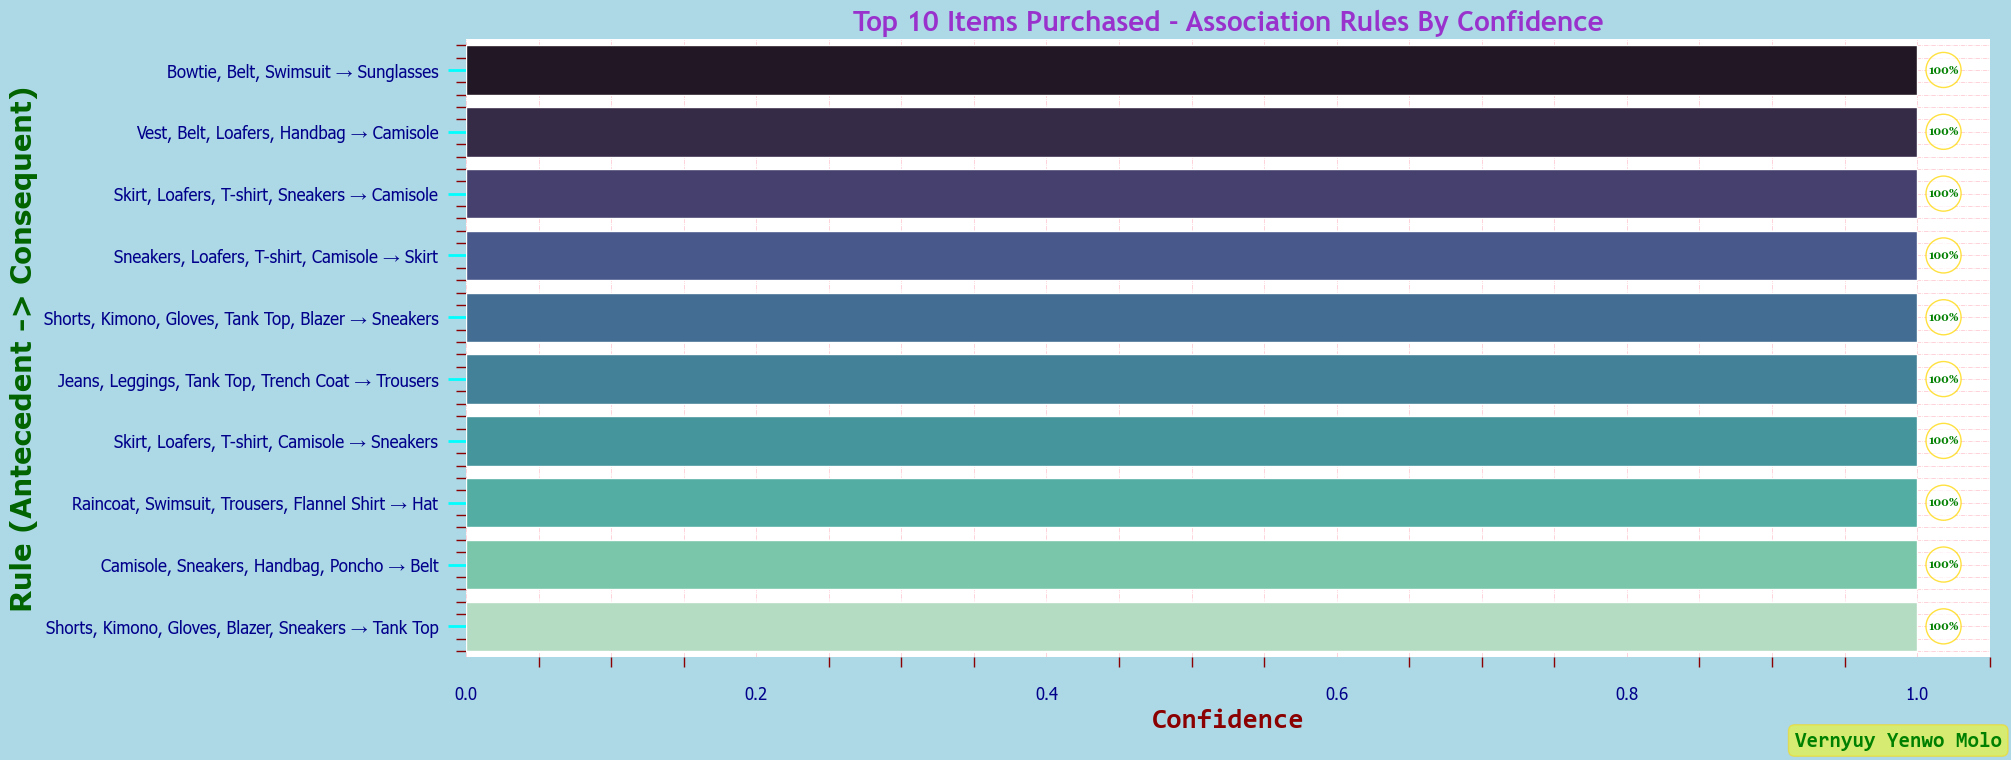 Top 10 Items Purchased - Association Rules By Confidence
Rule (Antecedent -> Consequent)
Bowtie, Belt, Swimsuit → Sunglasses
100%
Vest, Belt, Loafers, Handbag → Camisole
100%
Skirt, Loafers, T-shirt, Sneakers → Camisole
100%
Sneakers, Loafers, T-shirt, Camisole → Skirt
100%
Shorts, Kimono, Gloves, Tank Top, Blazer → Sneakers
100%
Jeans, Leggings, Tank Top, Trench Coat → Trousers
100%
Skirt, Loafers, T-shirt, Camisole → Sneakers
100%
Raincoat, Swimsuit, Trousers, Flannel Shirt → Hat
100%
Camisole, Sneakers, Handbag, Poncho → Belt
100%
Shorts, Kimono, Gloves, Blazer, Sneakers → Tank Top
100%
0.0 0.2 0.4 0.6 0.8 1.0
Confidence
Vernyuy Yenwo Molo